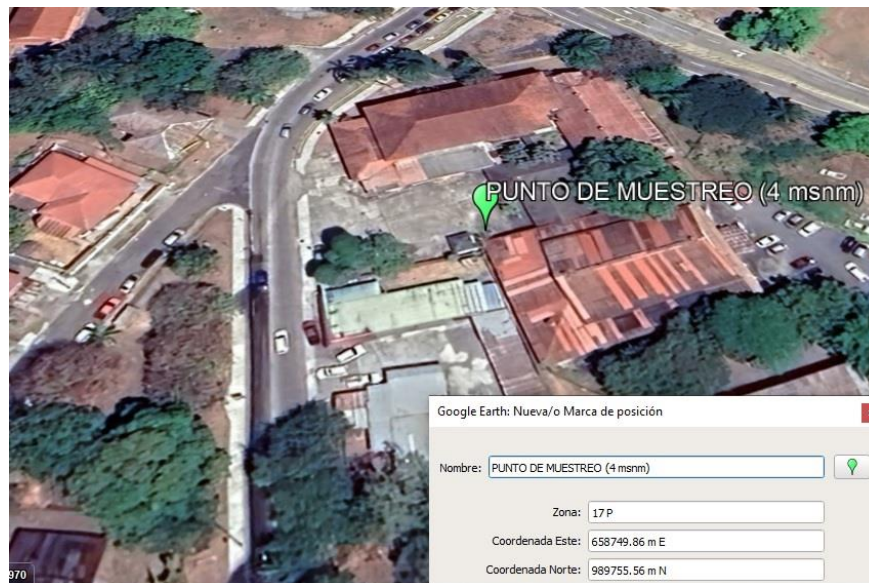 PUNTO DE MUESTREO (4 msnm)
Google Earth: Nueva/o Marca de posición
Nombre: PUNTO DE MUESTREO (4 msnm)
Zona: 17 P
Coordenada Este: 658749.86 m E
Coordenada Norte: 989755.56 m N
970